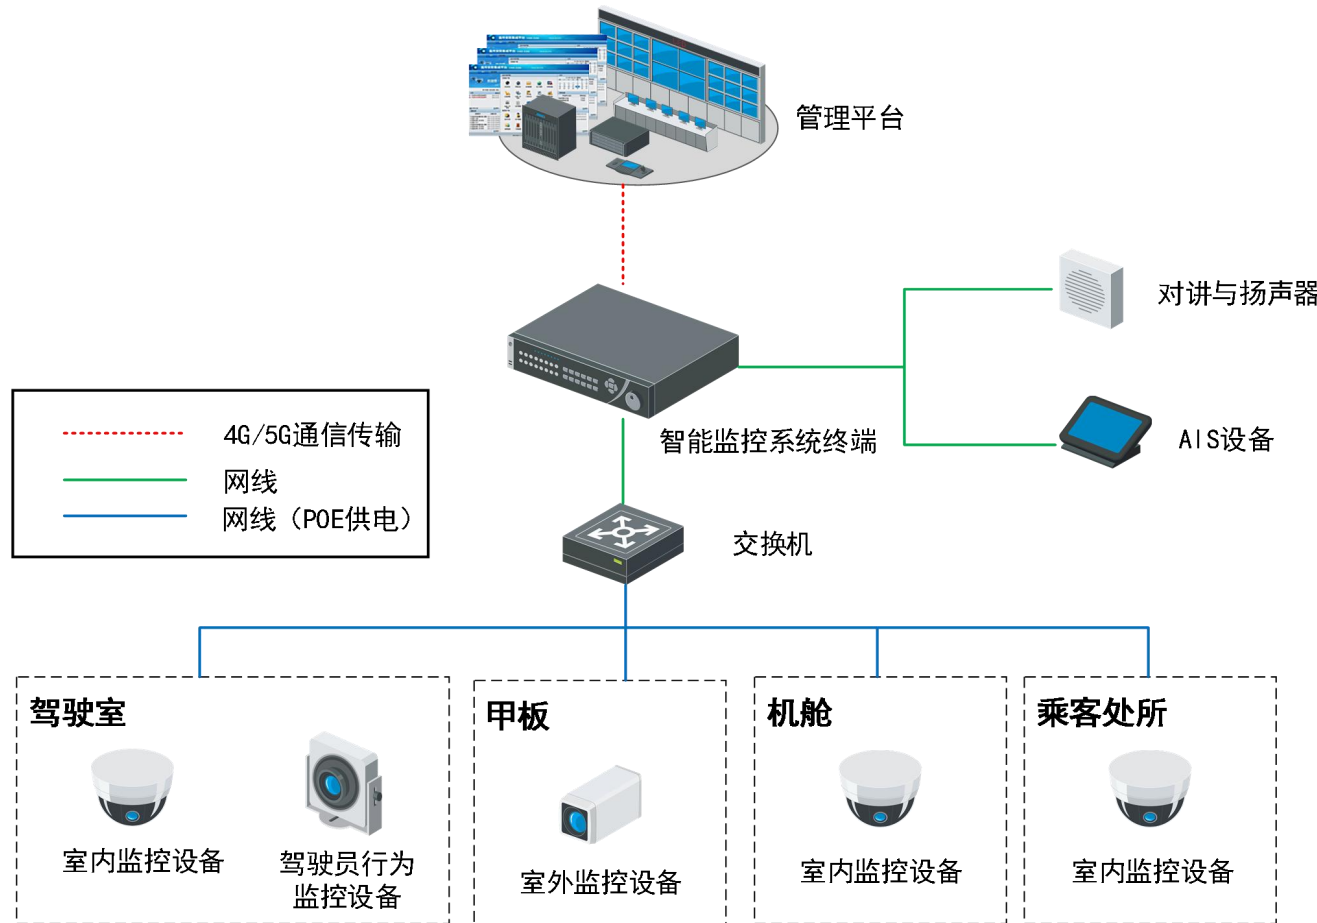 管理平台
对讲与扬声器
4G/5G通信传输
智能监控系统终端
AIS设备
网线
网线（POE供电）
交换机
驾驶室
甲板
机舱
乘客处所
室内监控设备
驾驶员行为
监控设备
室外监控设备
室内监控设备
室内监控设备